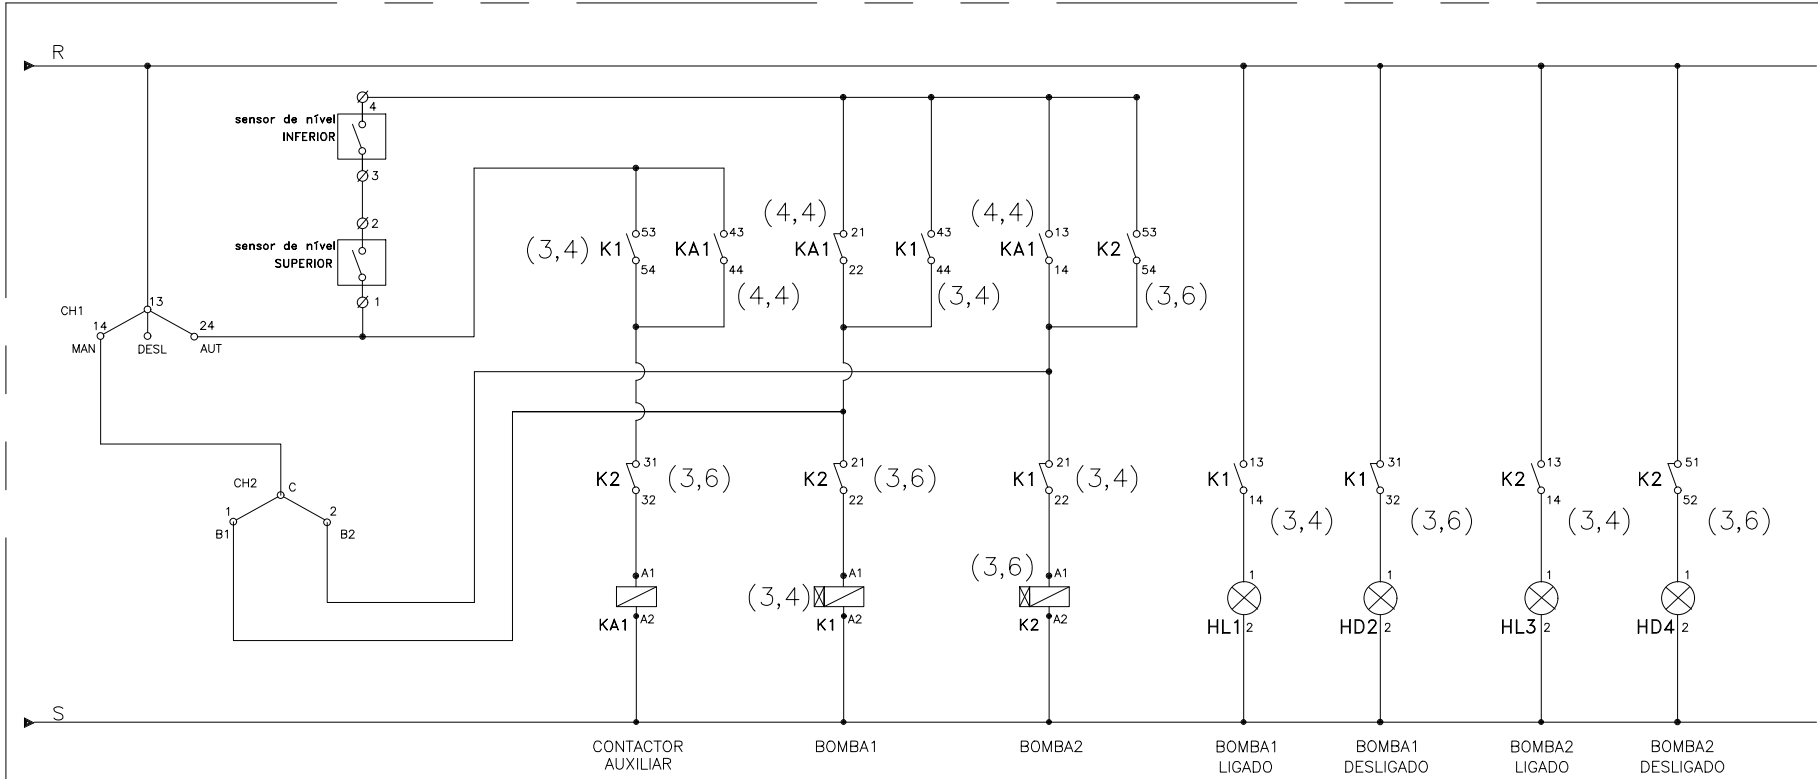 R
4
sensor de nível
INFERIOR
3
2
sensor de nível
SUPERIOR
1
(3,4) K1 53
54
KA1 43
44
(4,4)
(4,4)
KA1 21
22
K1 43
44
(3,4)
(4,4)
KA1 13
14
K2 53
54
(3,6)
CH1
13
14
24
MAN
DESL
AUT
CH2
C
1
2
B1
B2
K2 31
32
(3,6)
K2 21
22
(3,6)
K1 21
22
(3,4)
K1 13
14
(3,4)
K1 31
32
(3,6)
K2 13
14
(3,4)
K2 51
52
(3,6)
A1
KA1 A2
(3,4)
A1
K1 A2
(3,6)
A1
K2 A2
1
HL1 2
1
HD2 2
1
HL3 2
1
HD4 2
S
CONTACTOR
AUXILIAR
BOMBA1
BOMBA2
BOMBA1
LIGADO
BOMBA1
DESLIGADO
BOMBA2
LIGADO
BOMBA2
DESLIGADO